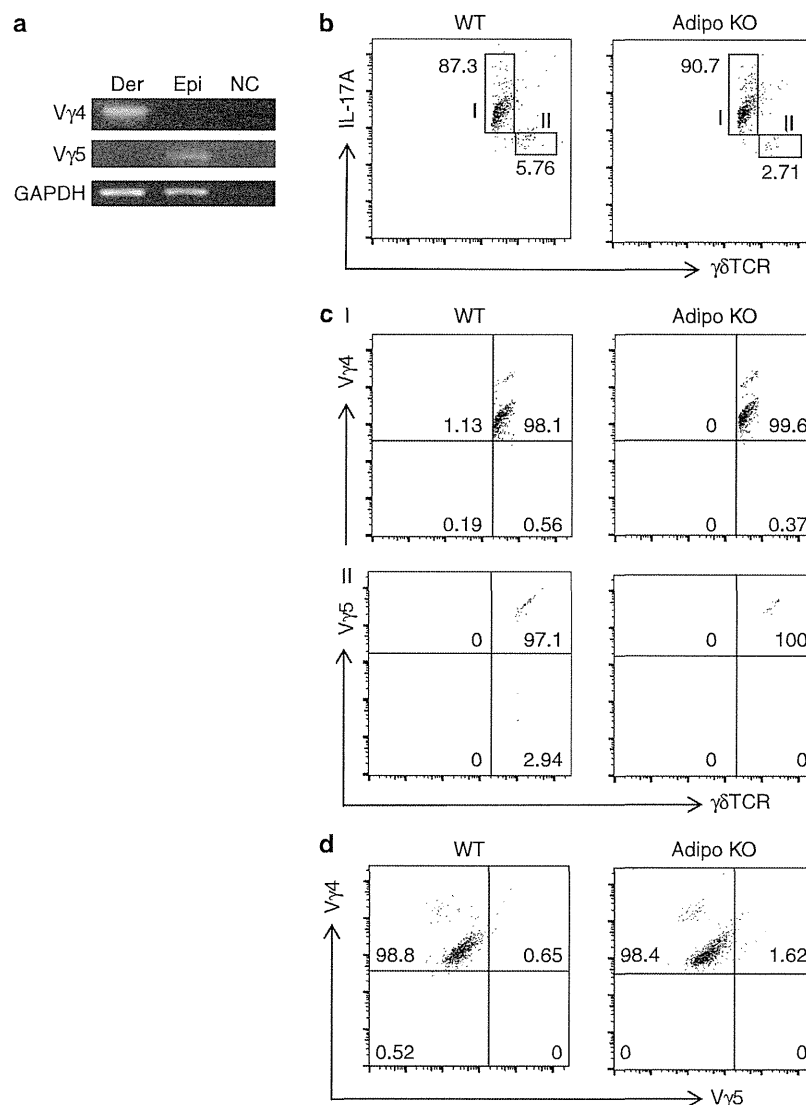 a
Der Epi NC
Vγ4
Vγ5
GAPDH
b
WT Adipo KO
IL-17A
87.3
I
II
5.76
90.7
I
II
2.71
γδTCR
c I
WT Adipo KO
Vγ4
1.13 98.1
0.19 0.56
0 99.6
0 0.37
II
Vγ5
0 97.1
0 2.94
0 100
0 0
γδTCR
d
WT Adipo KO
Vγ4
98.8 0.65
0.52 0
98.4 1.62
0 0
Vγ5